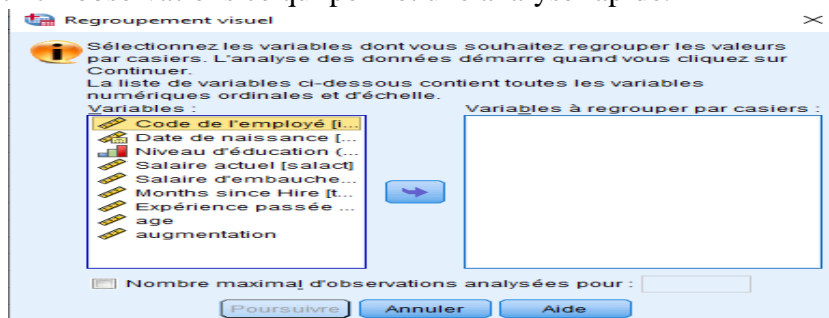 Regroupement visuel
Sélectionnez les variables dont vous souhaitez regrouper les valeurs
par casiers. L'analyse des données démarre quand vous cliquez sur
Continuer.
La liste de variables ci-dessous contient toutes les variables
numériques ordinales et d'échelle.
Variables :
Variables à regrouper par casiers :
Code de l'employé [i...
Date de naissance [...
Niveau d'éducation (...
Salaire actuel [salact]
Salaire d'embauche...
Months since Hire [t...
Expérience passée ...
age
augmentation
Nombre maximal d'observations analysées pour :
Poursuivre Annuler Aide